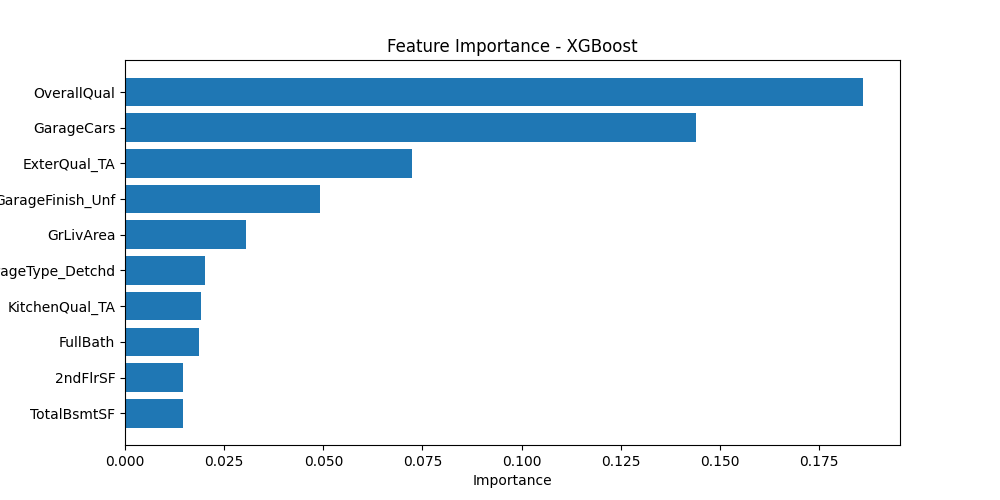 Feature Importance - XGBoost
OverallQual
GarageCars
ExterQual_TA
GarageFinish_Unf
GrLivArea
ageType_Detchd
KitchenQual_TA
FullBath
2ndFlrSF
TotalBsmtSF
0.000 0.025 0.050 0.075 0.100 0.125 0.150 0.175
Importance